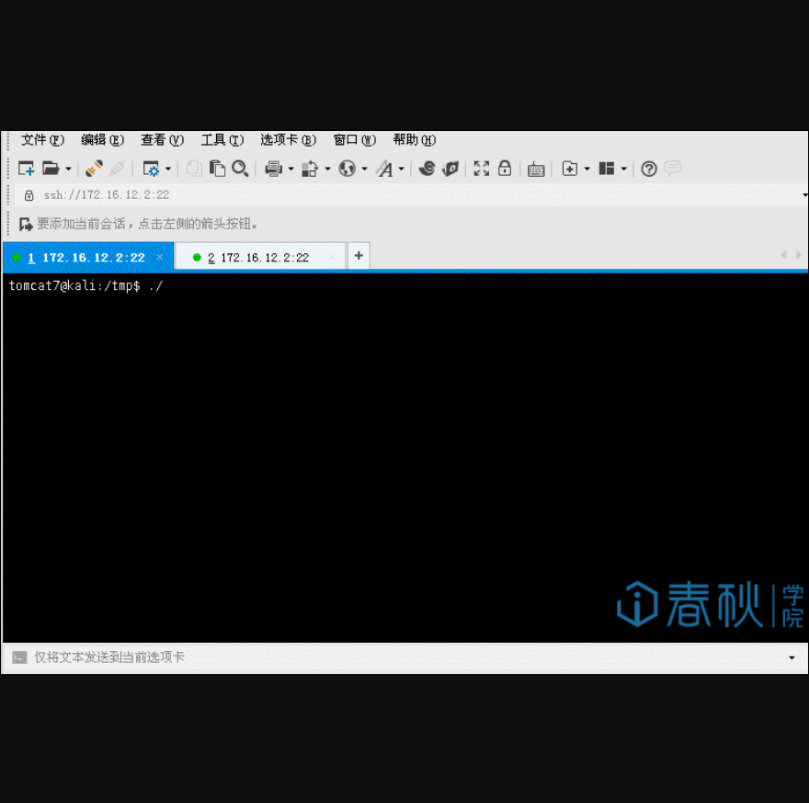 文件(F) 编辑(E) 查看(V) 工具(T) 选项卡(B) 窗口(W) 帮助(H)
ssh://172.16.12.2:22
要添加当前会话，点击左侧的箭头按钮。
1 172.16.12.2:22 × 2 172.16.12.2:22 × +
tomcat7@kali:/tmp$ ./
春秋|学院
仅将文本发送到当前选项卡